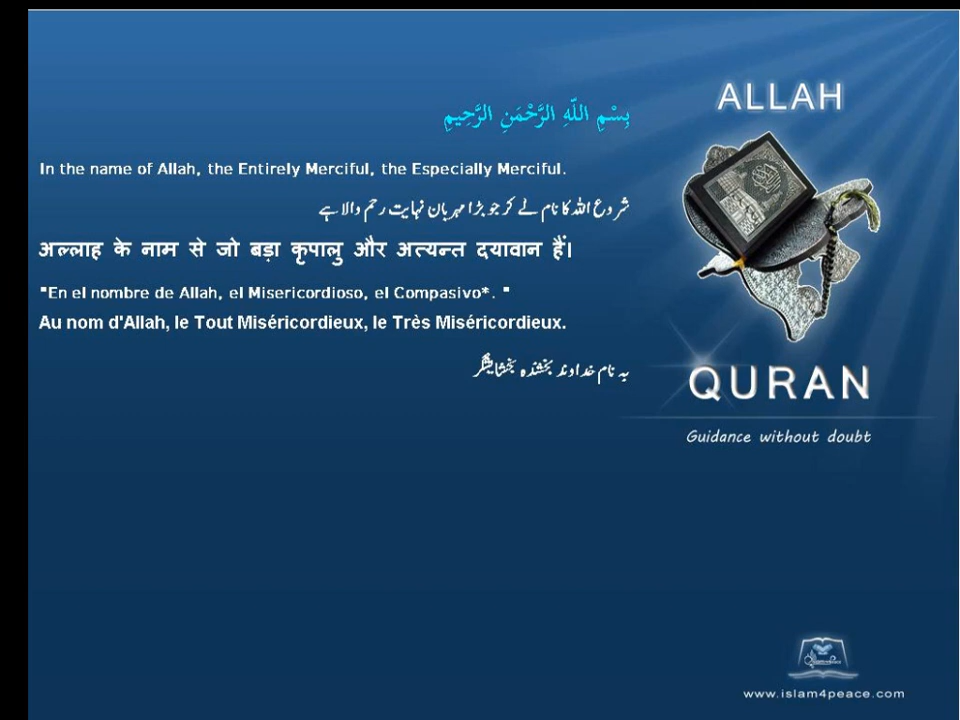 بِسْمِ اللّهِ الرَّحْمَنِ الرَّحِيمِ
In the name of Allah, the Entirely Merciful, the Especially Merciful.
شروع الله کا نام لے کر جو بڑا مہربان نہایت رحم والا ہے
अल्लाह के नाम से जो बड़ा कृपालु और अत्यन्त दयावान हैं।
"En el nombre de Allah, el Misericordioso, el Compasivo*. "
Au nom d'Allah, le Tout Miséricordieux, le Très Miséricordieux.
به نام خداوند بخشنده بخشایشگر
ALLAH
QURAN
Guidance without doubt
www.islam4peace.com